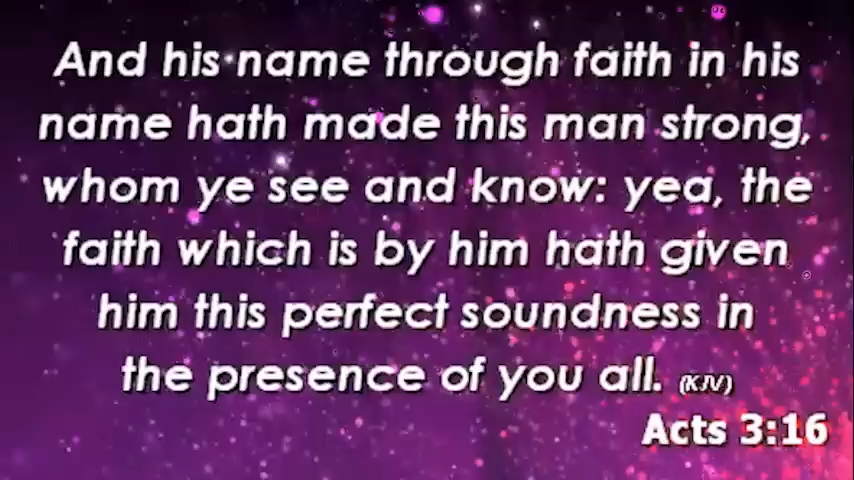 And his name through faith in his
name hath made this man strong,
whom ye see and know: yea, the
faith which is by him hath given
him this perfect soundness in
the presence of you all. (KJV)
Acts 3:16